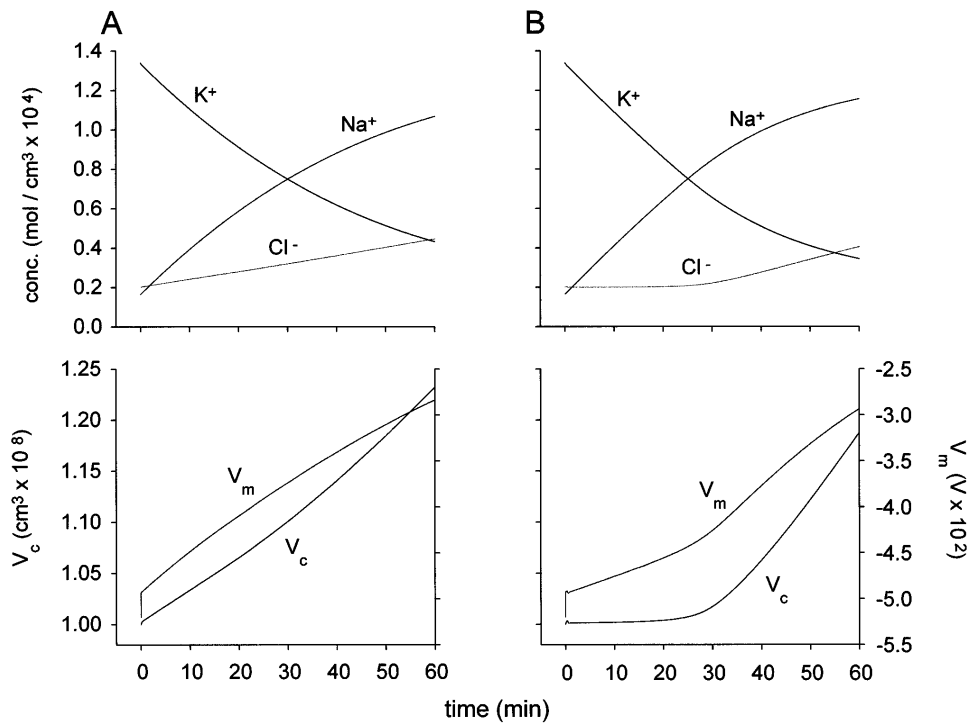 A B
1.4
1.2
1.0
0.8
0.6
0.4
0.2
0.0
conc. (mol / cm³ x 10⁴)
K⁺
Na⁺
Cl⁻
K⁺
Na⁺
Cl⁻
1.25
1.20
1.15
1.10
1.05
1.00
V_c (cm³ x 10⁸)
V_m
V_c
V_m
V_c
-2.5
-3.0
-3.5
-4.0
-4.5
-5.0
-5.5
V_m (V x 10²)
0 10 20 30 40 50 60
0 10 20 30 40 50 60
time (min)